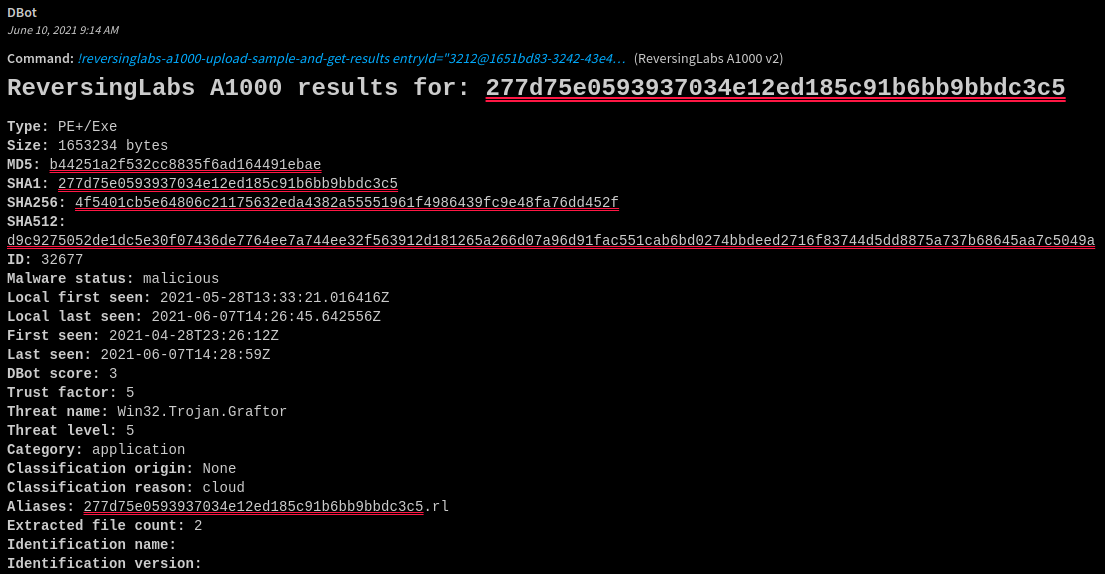 DBot
June 10, 2021 9:14 AM
Command: !reversinglabs-a1000-upload-sample-and-get-results entryId="3212@1651bd83-3242-43e4… (ReversingLabs A1000 v2)
ReversingLabs A1000 results for: 277d75e0593937034e12ed185c91b6bb9bbdc3c5
Type: PE+/Exe
Size: 1653234 bytes
MD5: b44251a2f532cc8835f6ad164491ebae
SHA1: 277d75e0593937034e12ed185c91b6bb9bbdc3c5
SHA256: 4f5401cb5e64806c21175632eda4382a55551961f4986439fc9e48fa76dd452f
SHA512:
d9c9275052de1dc5e30f07436de7764ee7a744ee32f563912d181265a266d07a96d91fac551cab6bd0274bbdeed2716f83744d5dd8875a737b68645aa7c5049a
ID: 32677
Malware status: malicious
Local first seen: 2021-05-28T13:33:21.016416Z
Local last seen: 2021-06-07T14:26:45.642556Z
First seen: 2021-04-28T23:26:12Z
Last seen: 2021-06-07T14:28:59Z
DBot score: 3
Trust factor: 5
Threat name: Win32.Trojan.Graftor
Threat level: 5
Category: application
Classification origin: None
Classification reason: cloud
Aliases: 277d75e0593937034e12ed185c91b6bb9bbdc3c5.rl
Extracted file count: 2
Identification name:
Identification version: